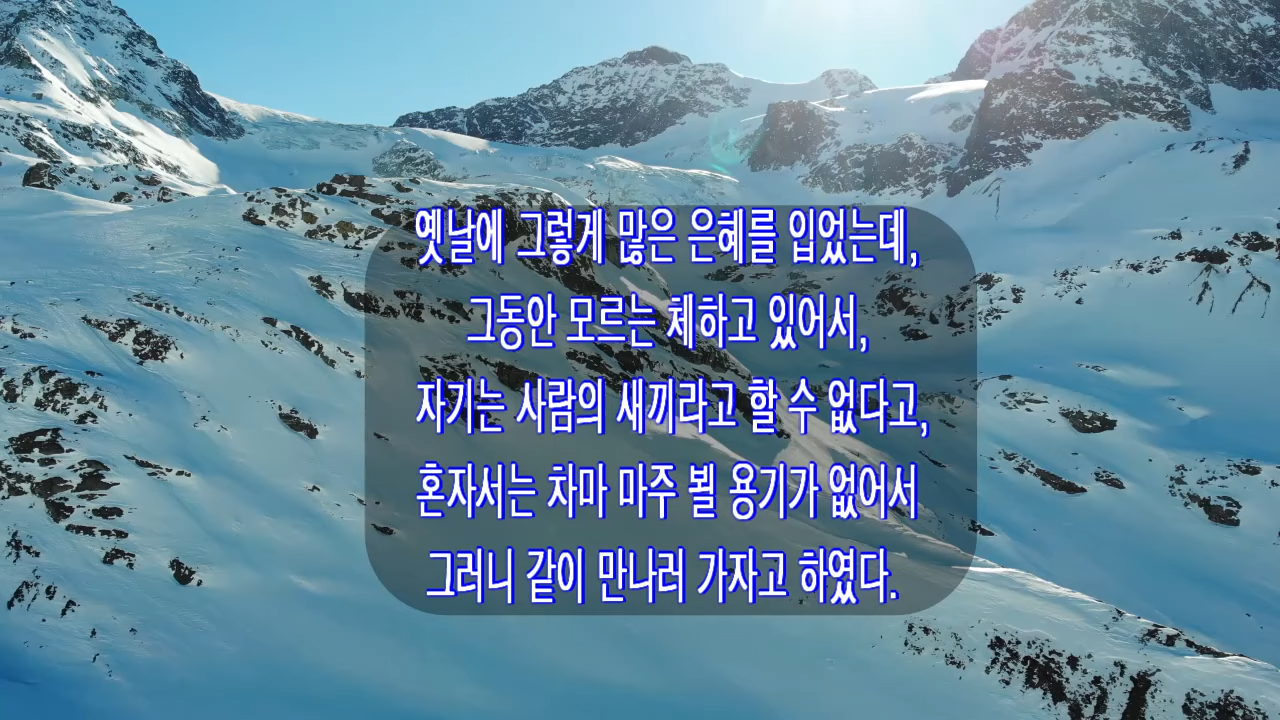 옛날에 그렇게 많은 은혜를 입었는데,
그동안 모르는 체하고 있어서,
자기는 사람의 새끼라고 할 수 없다고,
혼자서는 차마 마주 뵐 용기가 없어서
그러니 같이 만나러 가자고 하였다.